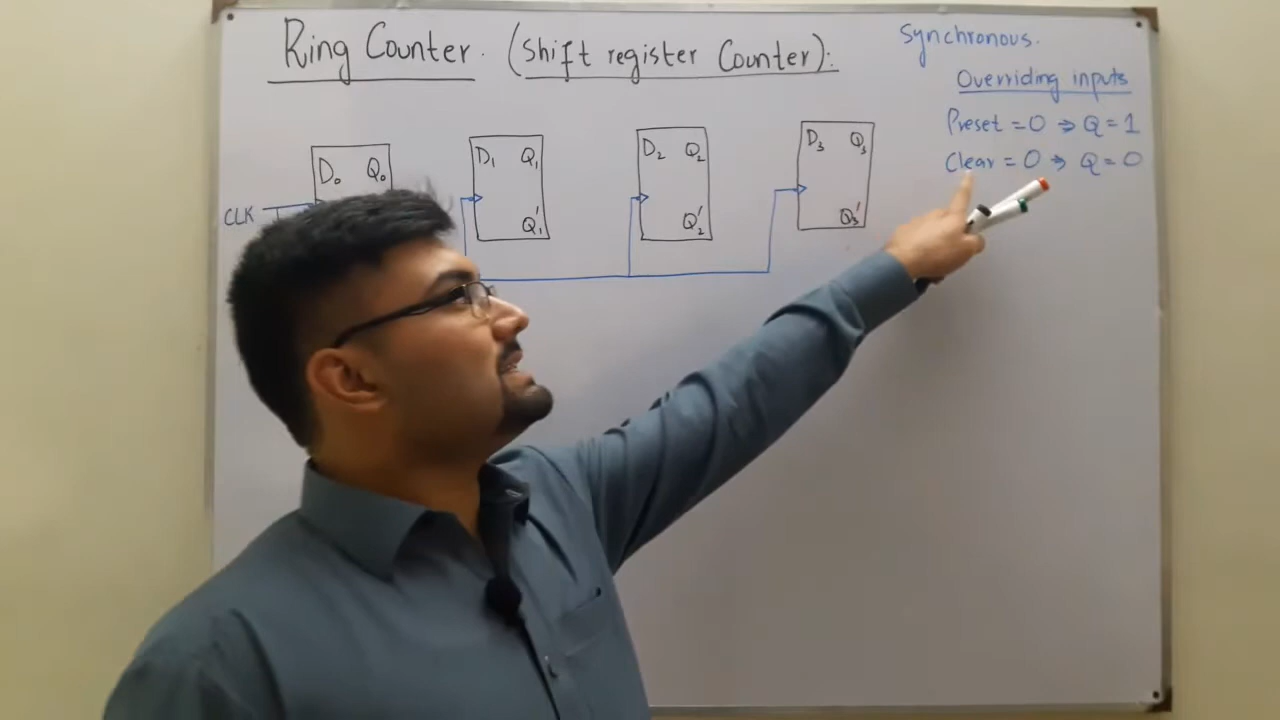 Ring Counter. (Shift register Counter):
Synchronous.
Overriding inputs
Preset = 0 ⇒ Q = 1
Clear = 0 ⇒ Q = 0
D₀ Q₀
D₁ Q₁
Q₁'
D₂ Q₂
Q₂'
D₃ Q₃
Q₃'
CLK